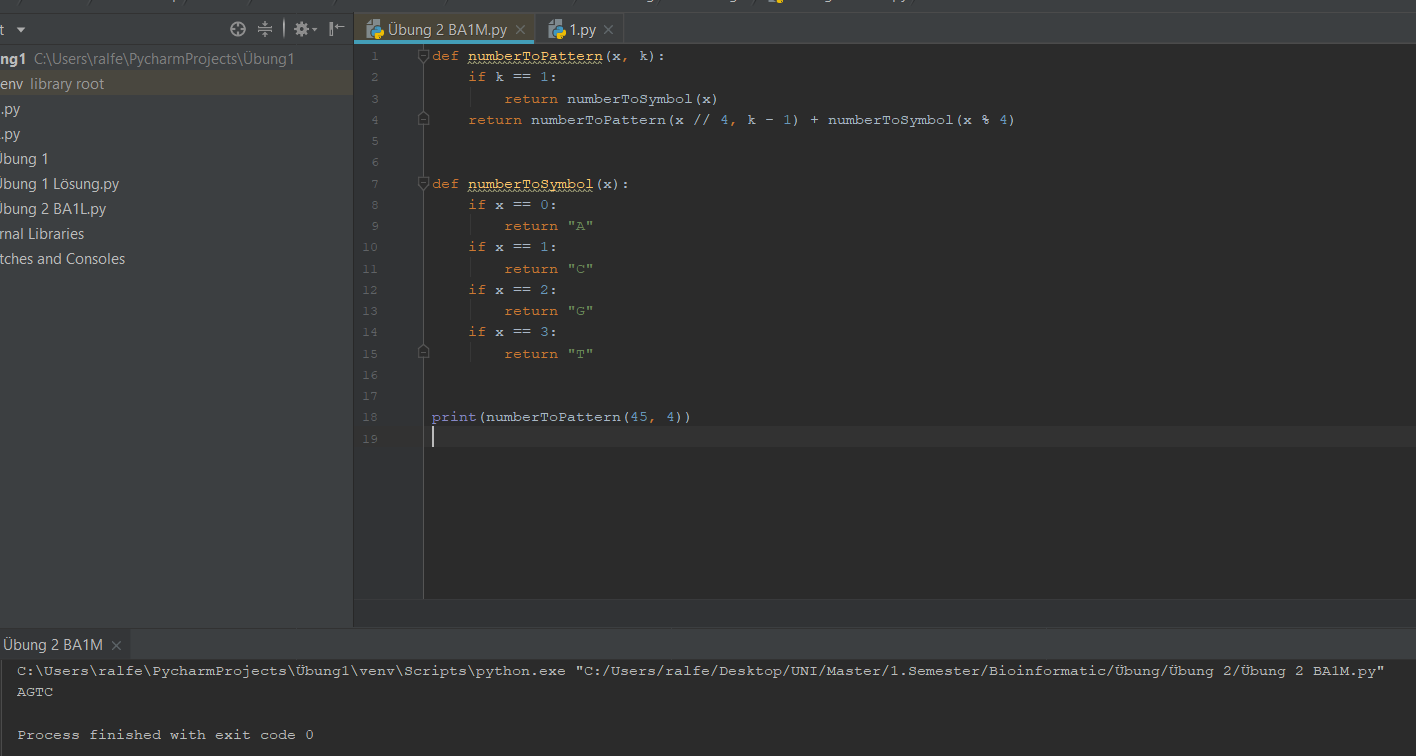 t
Übung 2 BA1M.py
1.py
ng1 C:\Users\ralfe\PycharmProjects\Übung1
env library root
.py
.py
Übung 1
Übung 1 Lösung.py
Übung 2 BA1L.py
rnal Libraries
tches and Consoles
1 def numberToPattern(x, k):
2     if k == 1:
3         return numberToSymbol(x)
4     return numberToPattern(x // 4, k - 1) + numberToSymbol(x % 4)
5
6
7 def numberToSymbol(x):
8     if x == 0:
9         return "A"
10     if x == 1:
11         return "C"
12     if x == 2:
13         return "G"
14     if x == 3:
15         return "T"
16
17
18 print(numberToPattern(45, 4))
19
Übung 2 BA1M
C:\Users\ralfe\PycharmProjects\Übung1\venv\Scripts\python.exe "C:/Users/ralfe/Desktop/UNI/Master/1.Semester/Bioinformatic/Übung/Übung 2/Übung 2 BA1M.py"
AGTC
Process finished with exit code 0